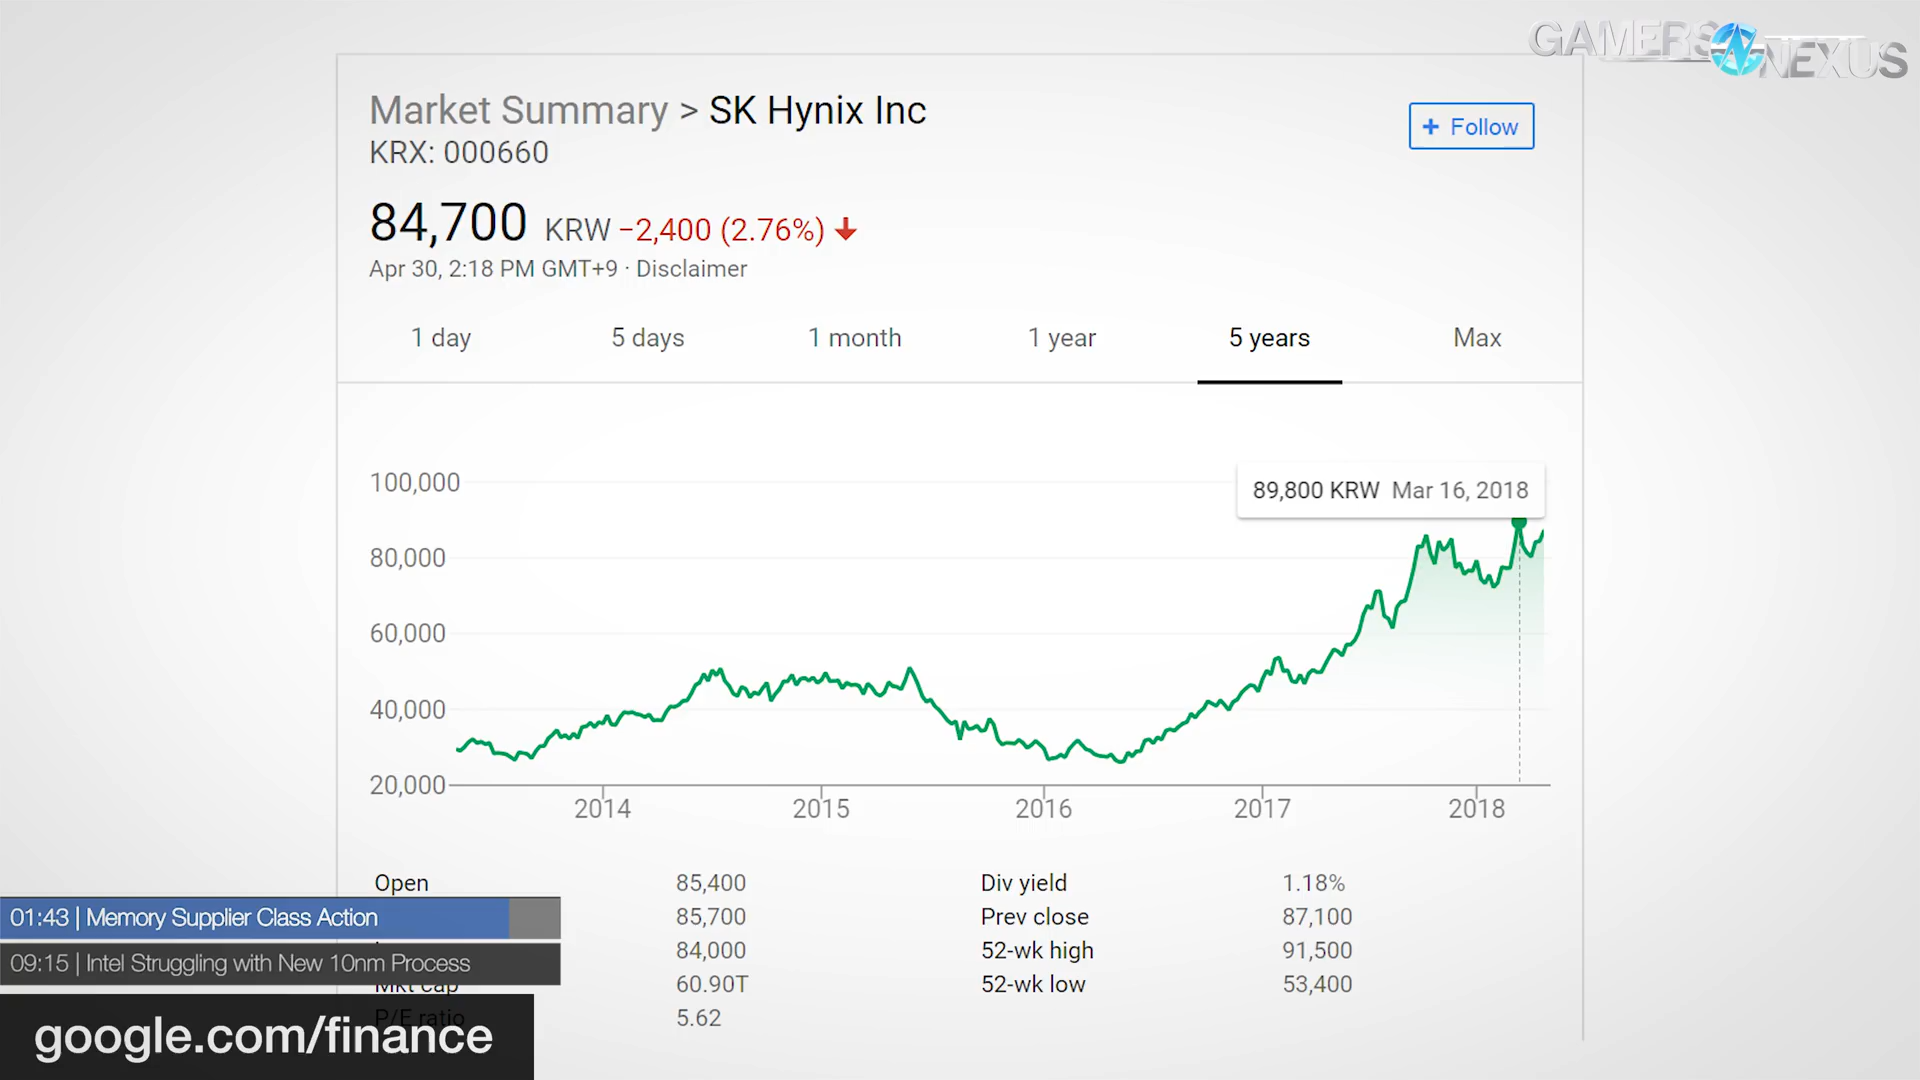 GAMERS NEXUS
Market Summary > SK Hynix Inc
KRX: 000660
+ Follow
84,700 KRW −2,400 (2.76%)
Apr 30, 2:18 PM GMT+9 · Disclaimer
1 day 5 days 1 month 1 year 5 years Max
89,800 KRW Mar 16, 2018
100,000
80,000
60,000
40,000
20,000
2014 2015 2016 2017 2018
Open 85,400 Div yield 1.18%
85,700 Prev close 87,100
84,000 52-wk high 91,500
Mkt cap 60.90T 52-wk low 53,400
P/E ratio 5.62
01:43 | Memory Supplier Class Action
09:15 | Intel Struggling with New 10nm Process
google.com/finance